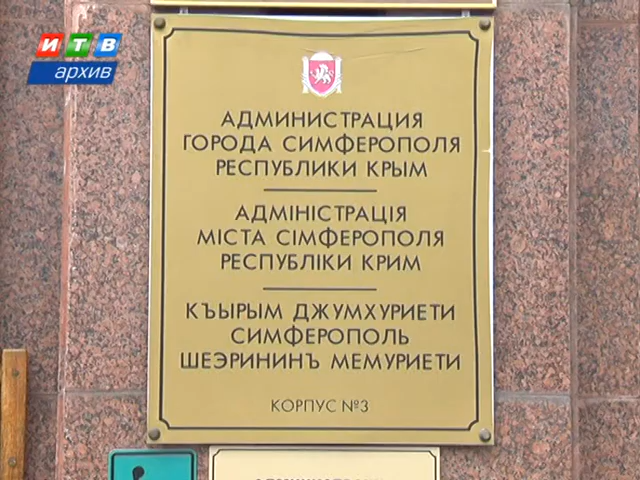 ИТВ
архив
АДМИНИСТРАЦИЯ
ГОРОДА СИМФЕРОПОЛЯ
РЕСПУБЛИКИ КРЫМ
АДМІНІСТРАЦІЯ
МІСТА СІМФЕРОПОЛЯ
РЕСПУБЛІКИ КРИМ
КЪЫРЫМ ДЖУМХУРИЕТИ
СИМФЕРОПОЛЬ
ШЕЭРИНИНЪ МЕМУРИЕТИ
КОРПУС №3